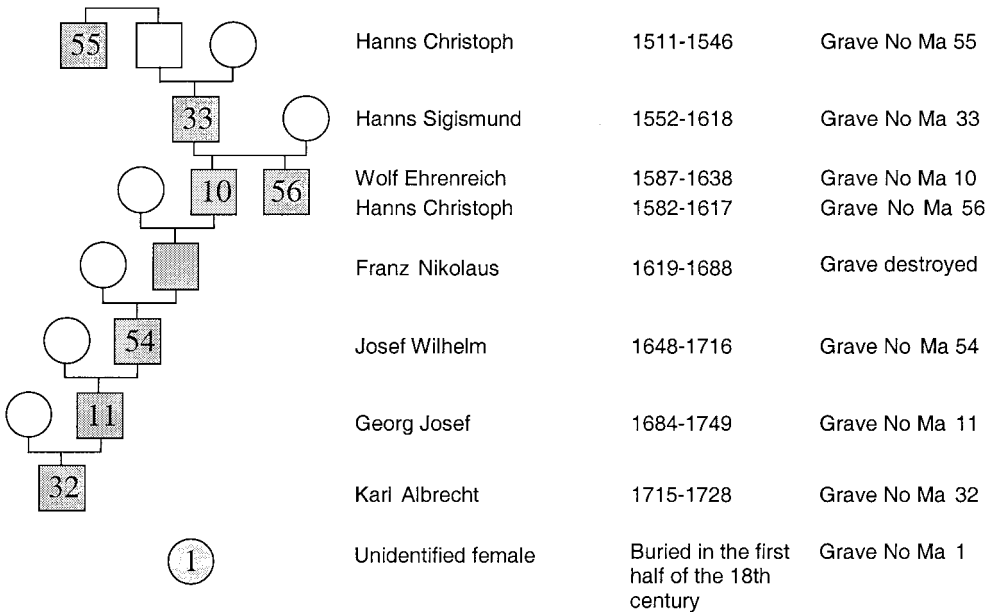 55 Hanns Christoph 1511-1546 Grave No Ma 55
33 Hanns Sigismund 1552-1618 Grave No Ma 33
10 56 Wolf Ehrenreich 1587-1638 Grave No Ma 10
Hanns Christoph 1582-1617 Grave No Ma 56
Franz Nikolaus 1619-1688 Grave destroyed
54 Josef Wilhelm 1648-1716 Grave No Ma 54
11 Georg Josef 1684-1749 Grave No Ma 11
32 Karl Albrecht 1715-1728 Grave No Ma 32
1 Unidentified female Buried in the first Grave No Ma 1
half of the 18th
century